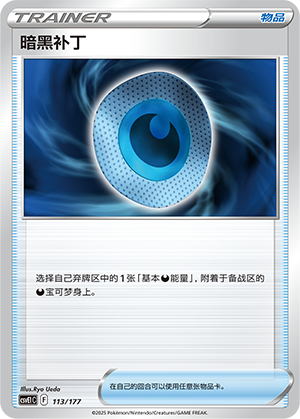 TRAINER 物品
暗黑补丁
选择自己弃牌区中的1张「基本能量」,附着于备战区的
宝可梦身上。
Illus.Ryo Ueda
F 113/177
在自己的回合可以使用任意张物品卡。
©2025 Pokémon/Nintendo/Creatures/GAME FREAK.